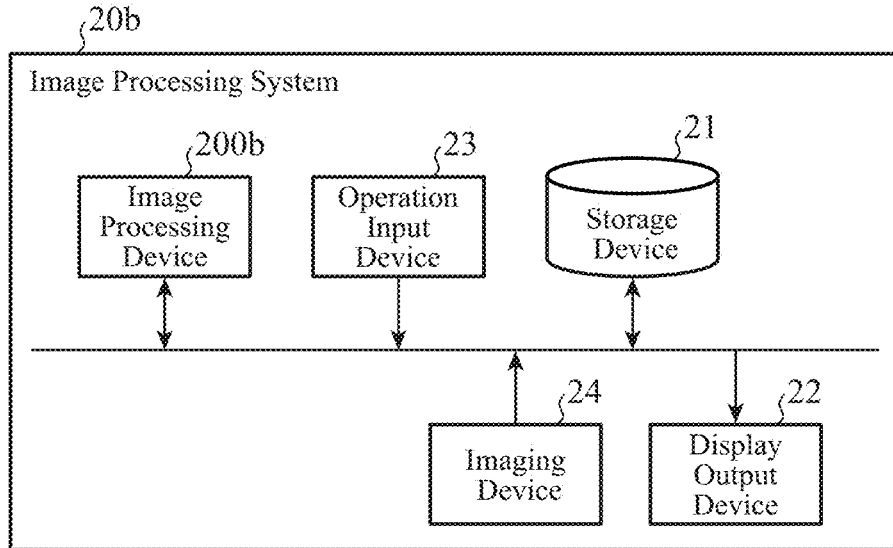 20b
Image Processing System
200b
Image
Processing
Device
23
Operation
Input
Device
21
Storage
Device
24
Imaging
Device
22
Display
Output
Device